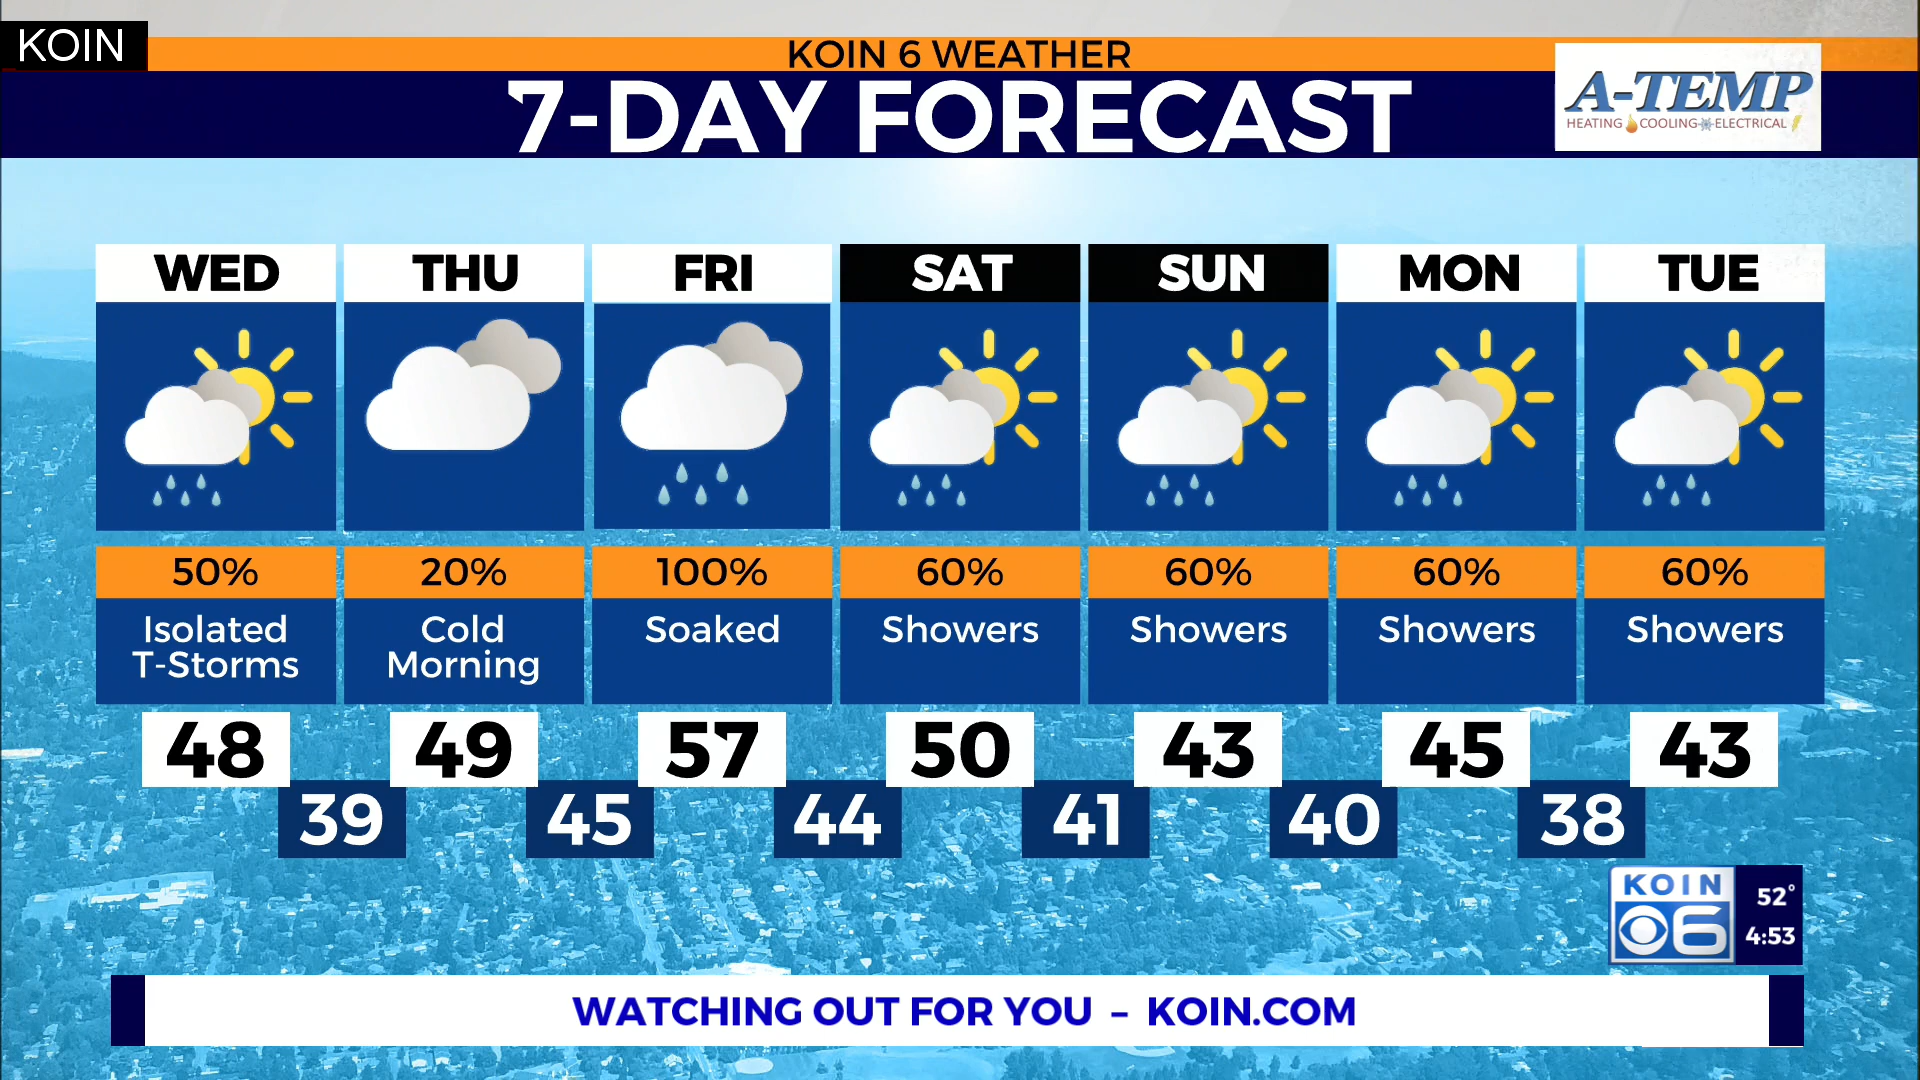 KOIN
KOIN 6 WEATHER
7-DAY FORECAST
A-TEMP
HEATING COOLING ELECTRICAL
WED THU FRI SAT SUN MON TUE
50% 20% 100% 60% 60% 60% 60%
Isolated Cold Soaked Showers Showers Showers Showers
T-Storms Morning
48 49 57 50 43 45 43
39 45 44 41 40 38
KOIN 52°
6 4:53
WATCHING OUT FOR YOU – KOIN.COM